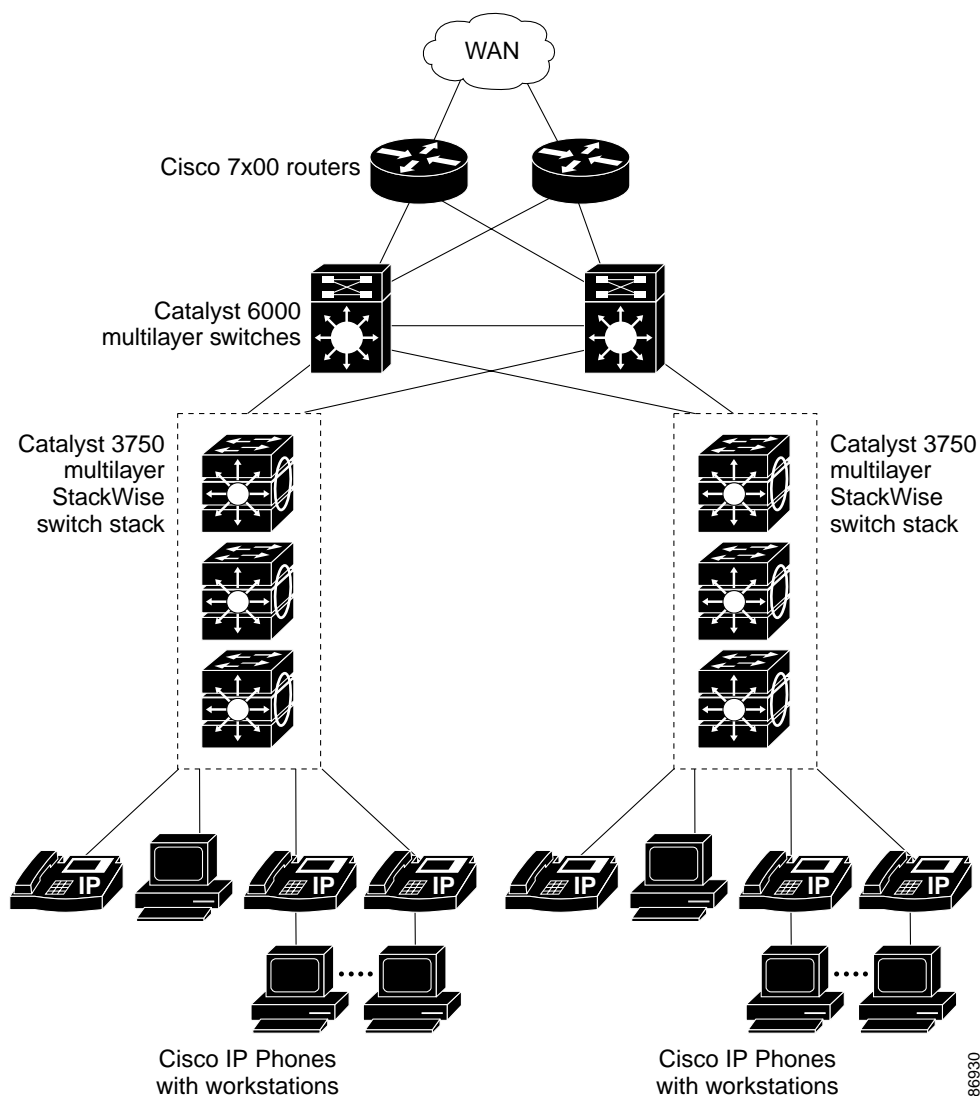 WAN
Cisco 7x00 routers
Catalyst 6000
multilayer switches
Catalyst 3750
multilayer
StackWise
switch stack
Catalyst 3750
multilayer
StackWise
switch stack
IP
IP
IP
IP
IP
IP
Cisco IP Phones
with workstations
Cisco IP Phones
with workstations
86930